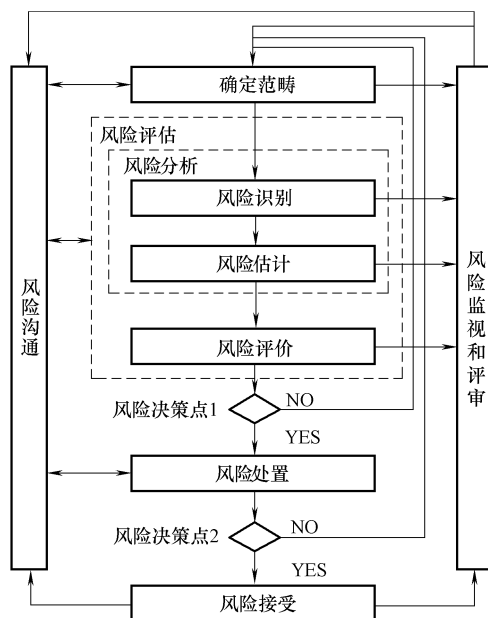 确定范畴
风险评估
风险分析
风险识别
风险估计
风险评价
风险沟通
风险监视和评审
风险决策点1
NO
YES
风险处置
风险决策点2
NO
YES
风险接受